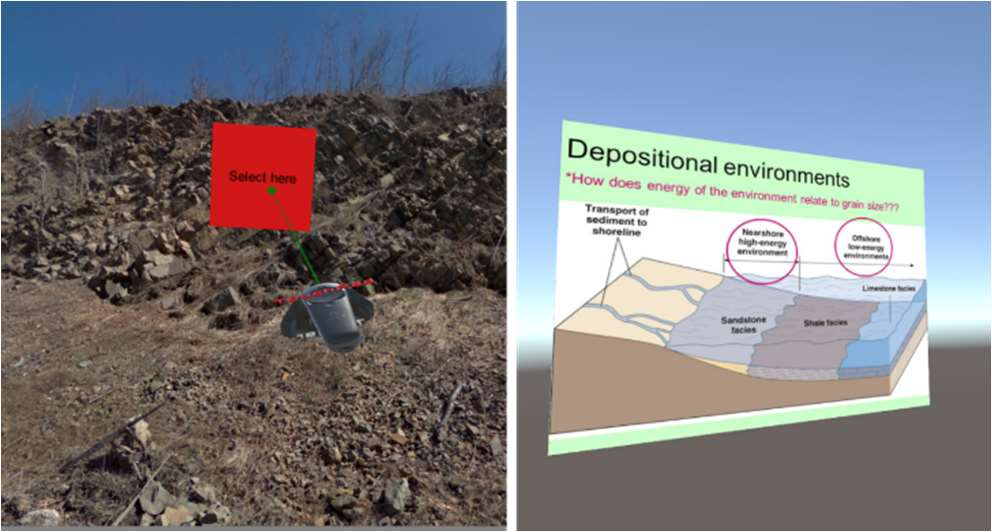 Select here
Depositional environments
*How does energy of the environment relate to grain size???
Transport of
sediment to
shoreline
Nearshore
high-energy
environment
Offshore
low-energy
environments
Limestone facies
Sandstone
facies
Shale facies